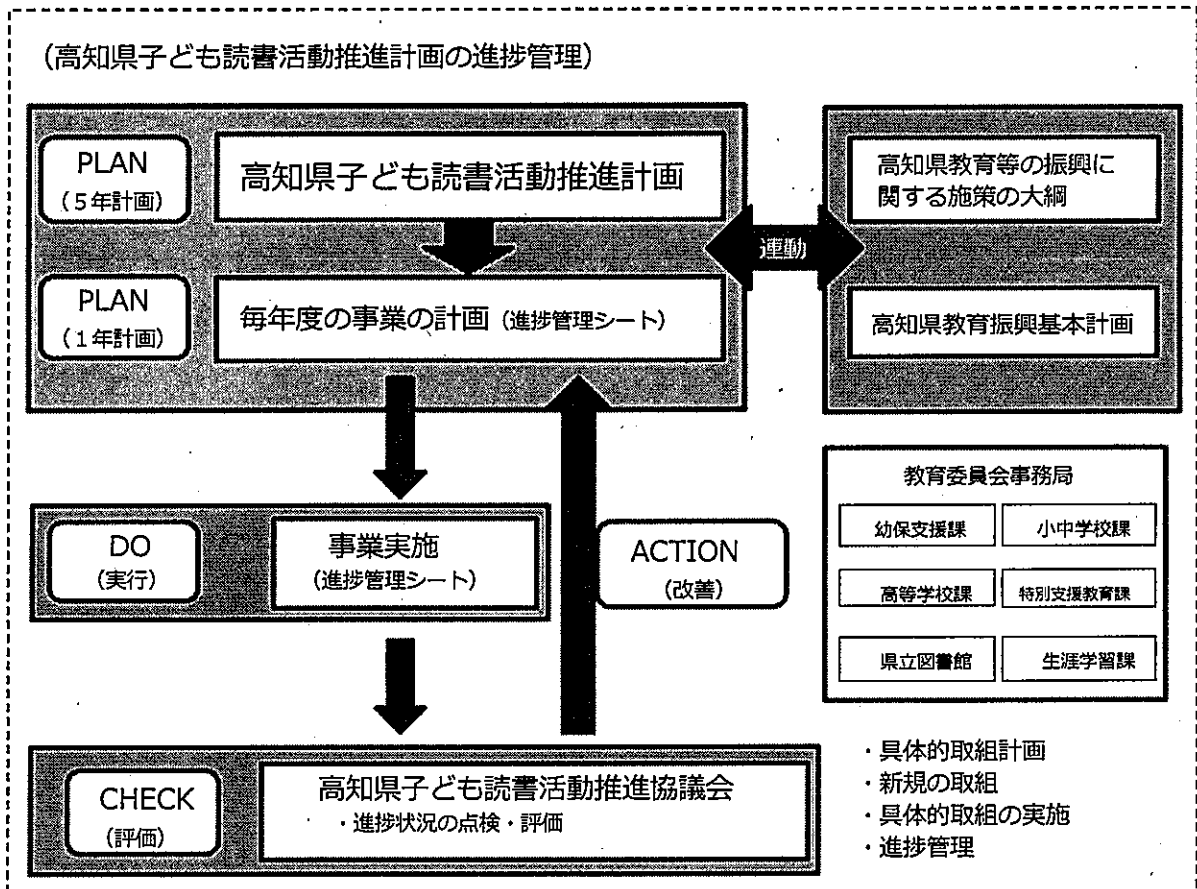 (高知県子ども読書活動推進計画の進捗管理)
PLAN
(5年計画)
高知県子ども読書活動推進計画
PLAN
(1年計画)
毎年度の事業の計画(進捗管理シート)
連動
高知県教育等の振興に
関する施策の大綱
高知県教育振興基本計画
DO
(実行)
事業実施
(進捗管理シート)
ACTION
(改善)
教育委員会事務局
幼保支援課
小中学校課
高等学校課
特別支援教育課
県立図書館
生涯学習課
CHECK
(評価)
高知県子ども読書活動推進協議会
・進捗状況の点検・評価
・具体的取組計画
・新規の取組
・具体的取組の実施
・進捗管理